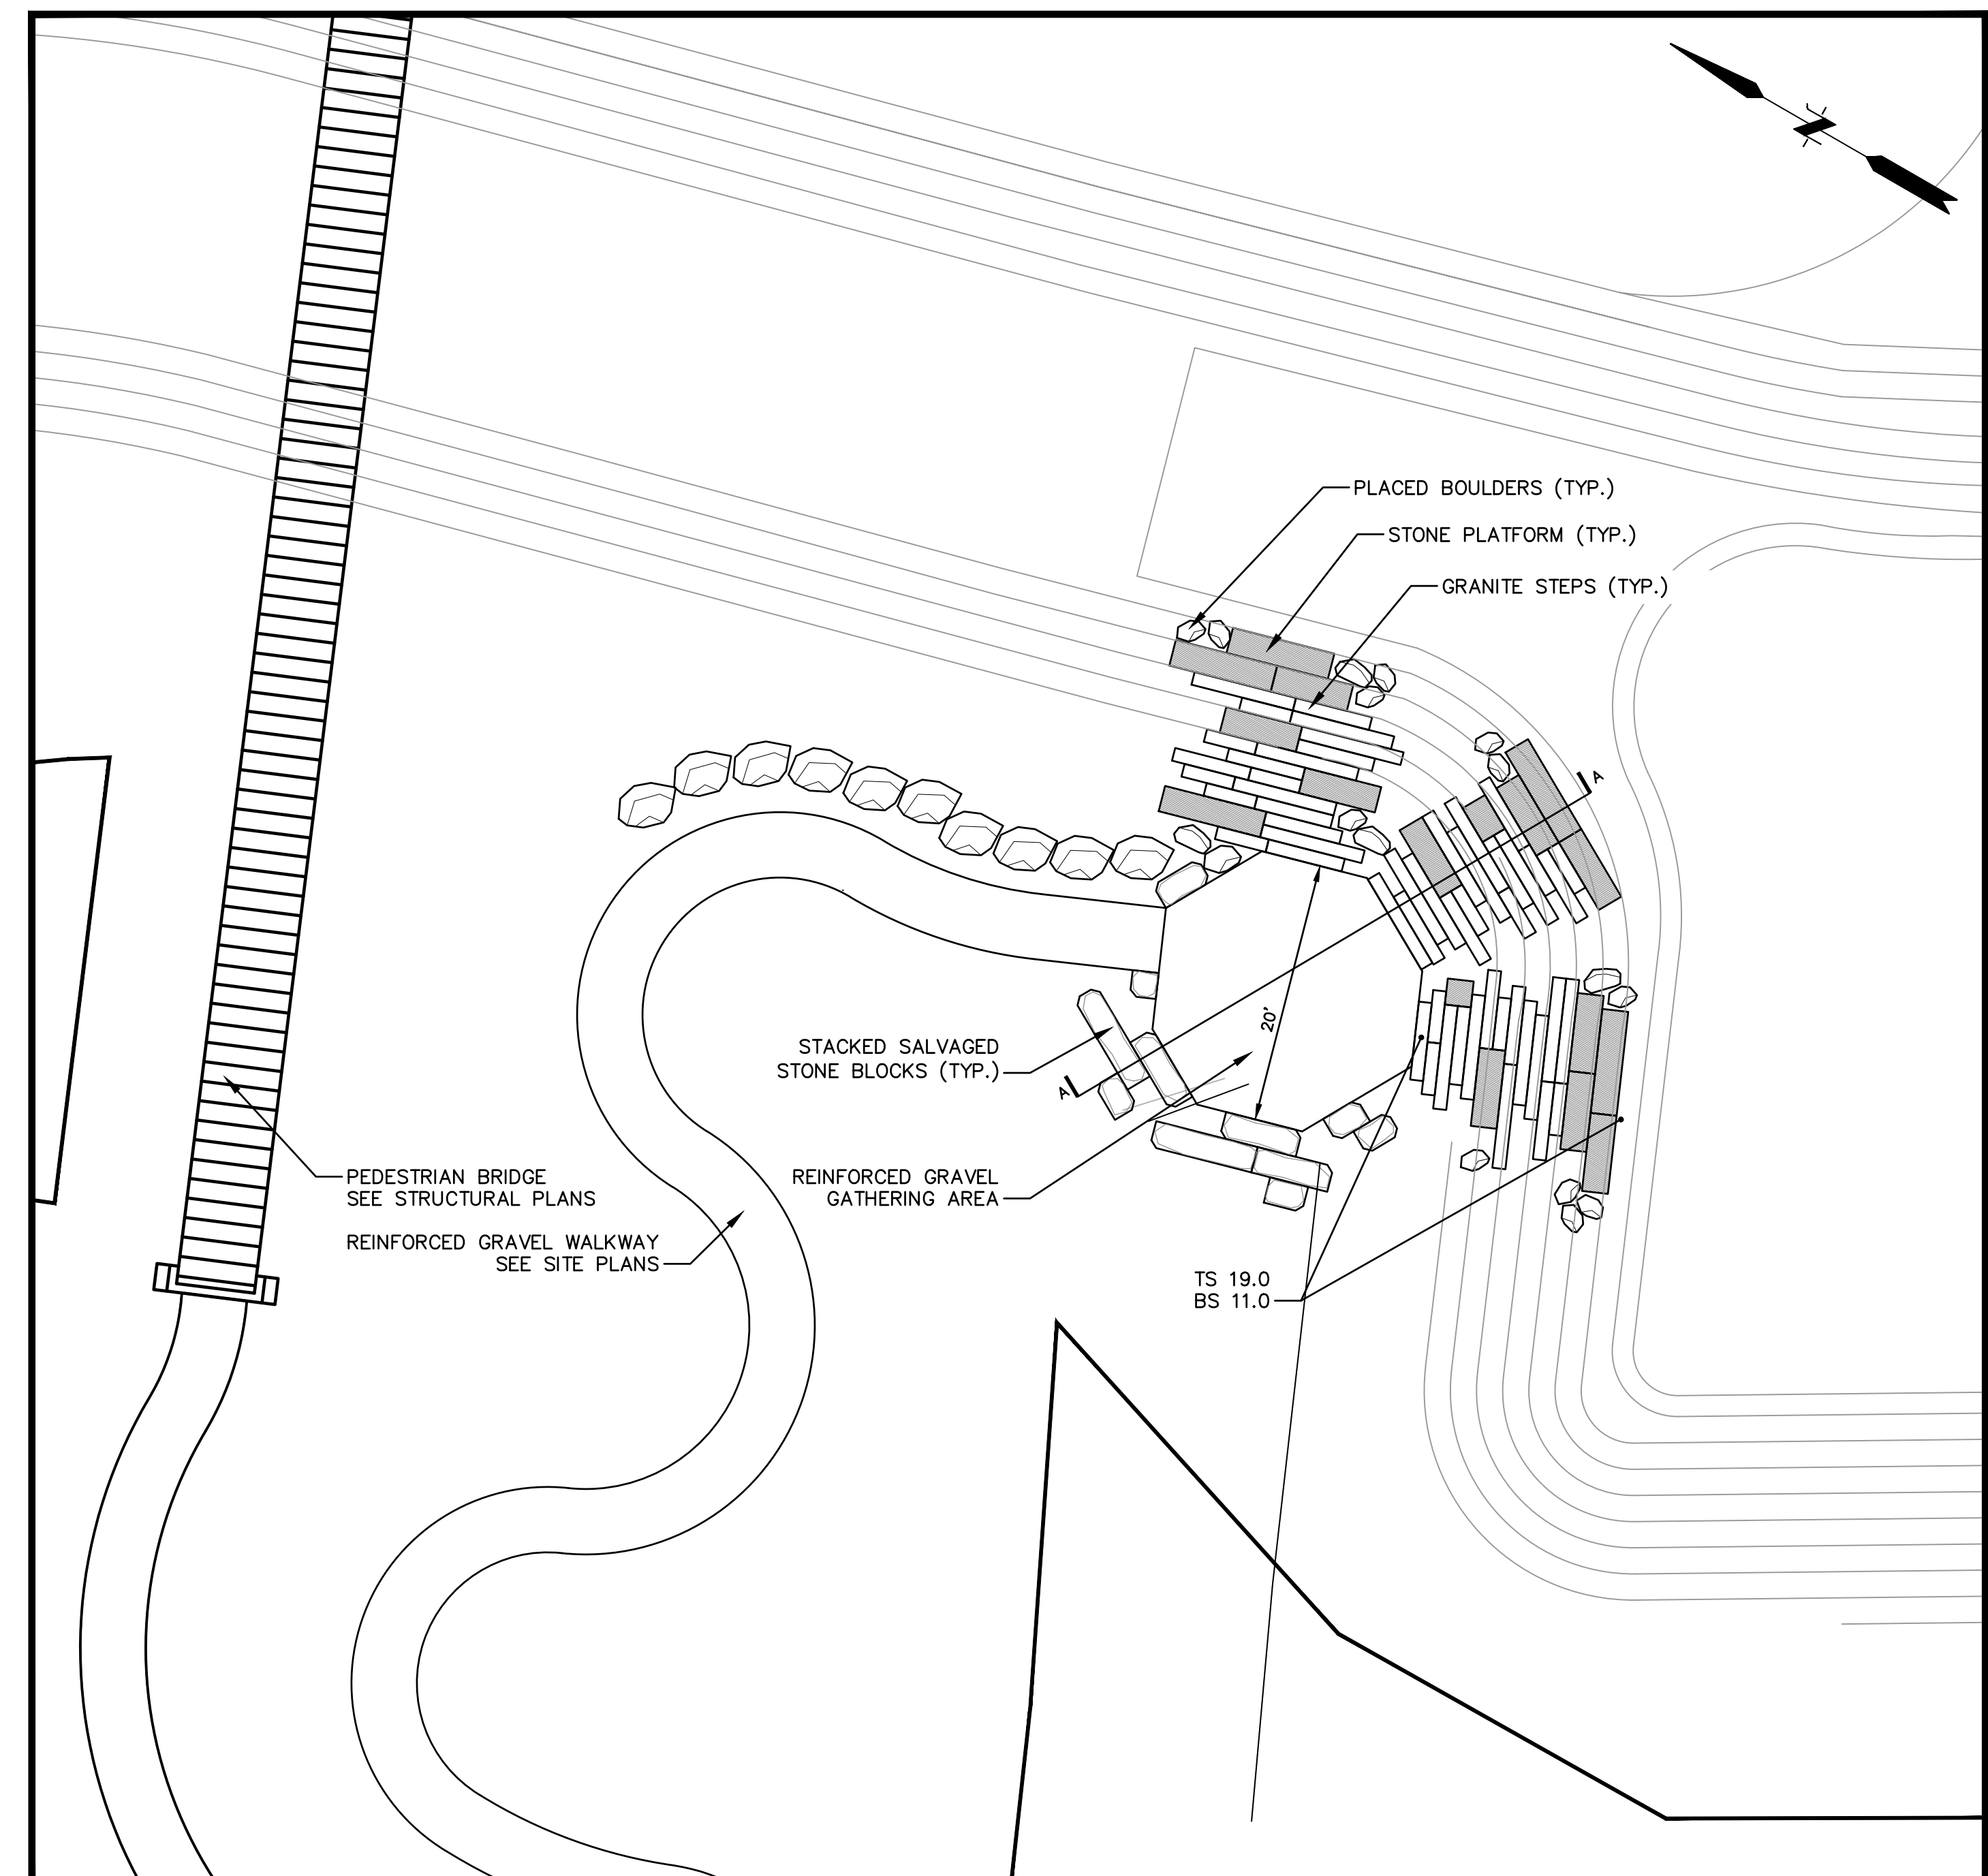 PLACED BOULDERS (TYP.)
STONE PLATFORM (TYP.)
GRANITE STEPS (TYP.)
A
20'
STACKED SALVAGED
STONE BLOCKS (TYP.)
A
PEDESTRIAN BRIDGE
SEE STRUCTURAL PLANS
REINFORCED GRAVEL
GATHERING AREA
REINFORCED GRAVEL WALKWAY
SEE SITE PLANS
TS 19.0
BS 11.0